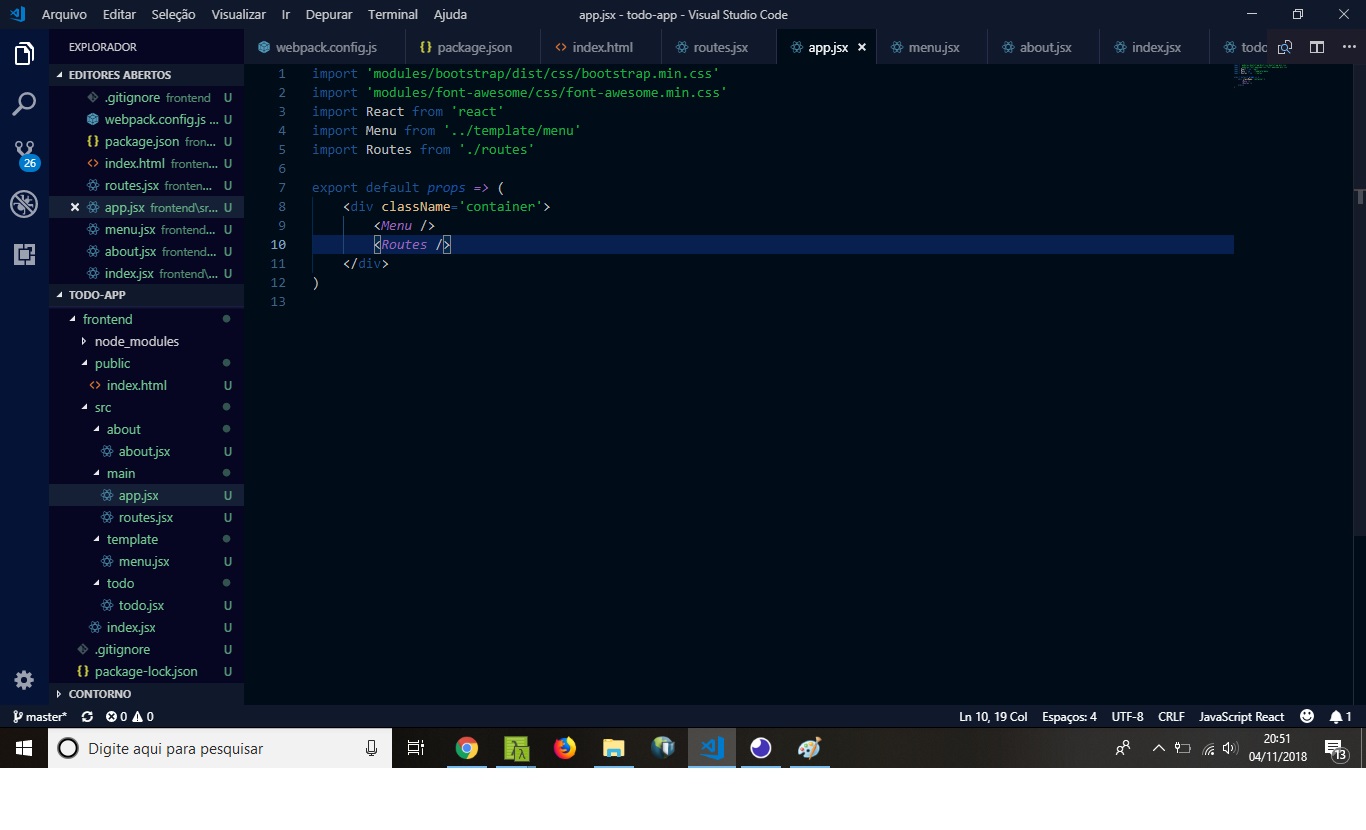 Arquivo Editar Seleção Visualizar Ir Depurar Terminal Ajuda app.jsx - todo-app - Visual Studio Code
EXPLORADOR
webpack.config.js {} package.json <> index.html routes.jsx app.jsx × menu.jsx about.jsx index.jsx todo
EDITORES ABERTOS
.gitignore frontend U
webpack.config.js ... U
{} package.json fron... U
<> index.html fronten... U
routes.jsx fronten... U
× app.jsx frontend\sr... U
menu.jsx frontend... U
about.jsx frontend... U
index.jsx frontend\... U
TODO-APP
frontend
node_modules
public
<> index.html U
src
about
about.jsx U
main
app.jsx U
routes.jsx U
template
menu.jsx U
todo
todo.jsx U
index.jsx U
.gitignore U
{} package-lock.json U
CONTORNO
26
1 import 'modules/bootstrap/dist/css/bootstrap.min.css'
2 import 'modules/font-awesome/css/font-awesome.min.css'
3 import React from 'react'
4 import Menu from '../template/menu'
5 import Routes from './routes'
6
7 export default props => (
8 <div className='container'>
9 <Menu />
10 <Routes />
11 </div>
12 )
13
master* 0 0 Ln 10, 19 Col Espaços: 4 UTF-8 CRLF JavaScript React 1
Digite aqui para pesquisar
20:51
04/11/2018
13